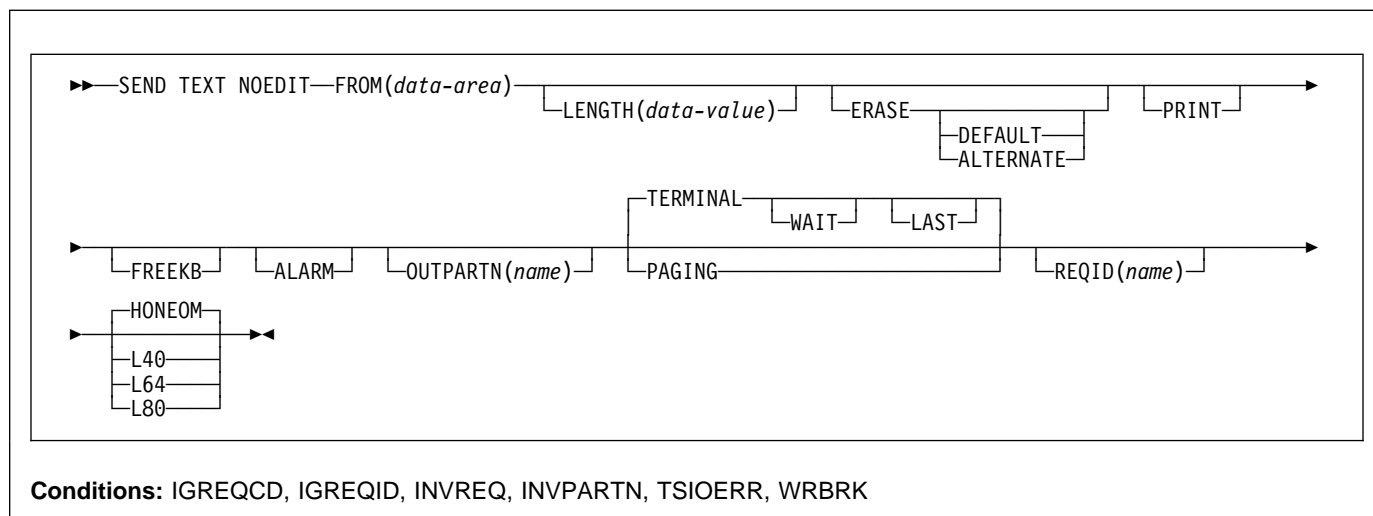 SEND TEXT NOEDIT FROM(data-area) LENGTH(data-value) ERASE DEFAULT ALTERNATE PRINT
FREEKB ALARM OUTPARTN(name) TERMINAL WAIT LAST PAGING REQID(name)
HONEOM
L40
L64
L80
Conditions: IGREQCD, IGREQID, INVREQ, INVPARTN, TSIOERR, WRBRK